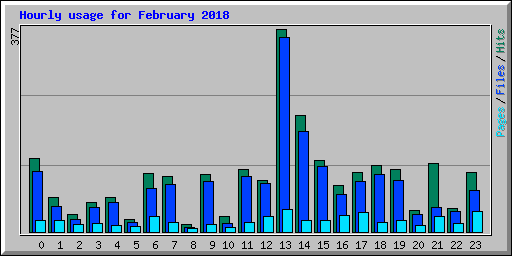 Hourly usage for February 2018
377
Pages/Files/Hits
0 1 2 3 4 5 6 7 8 9 10 11 12 13 14 15 16 17 18 19 20 21 22 23